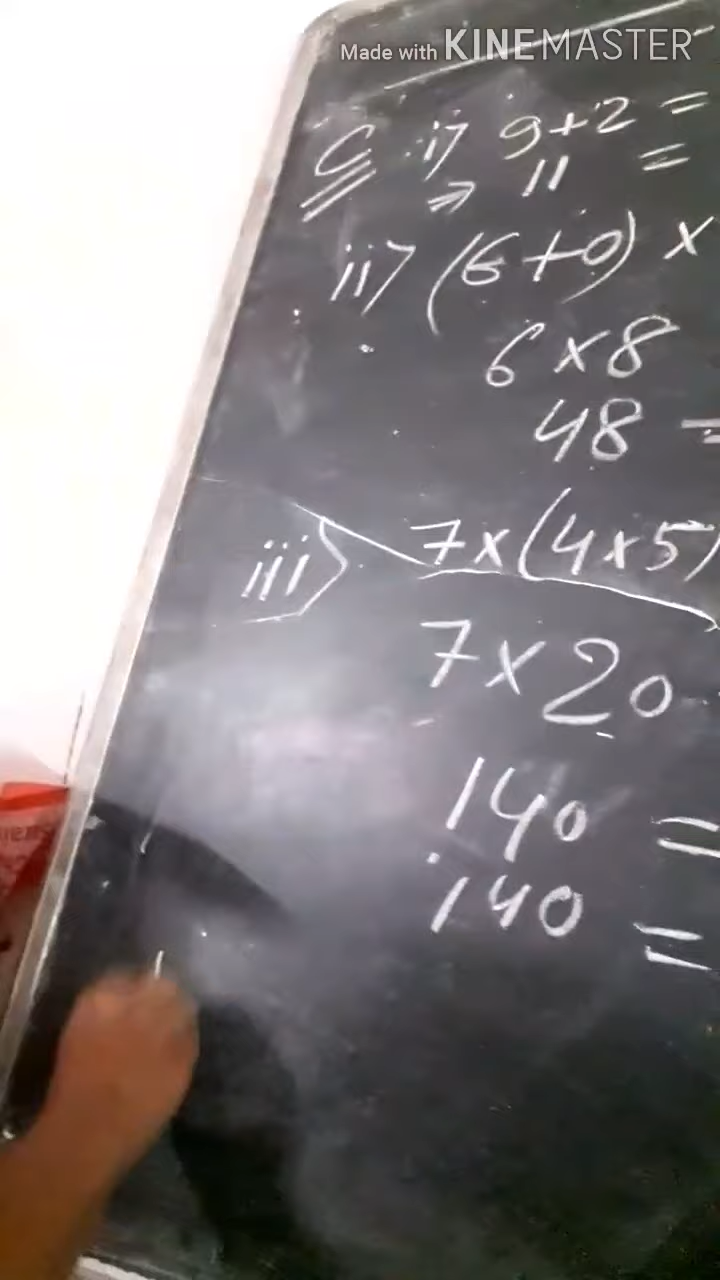 Made with KINEMASTER
C i> 9+2 =
⇒ 11 =
ii> (6+0) ×
6×8
48 =
iii> 7×(4×5)
7×20
140 =
140 =